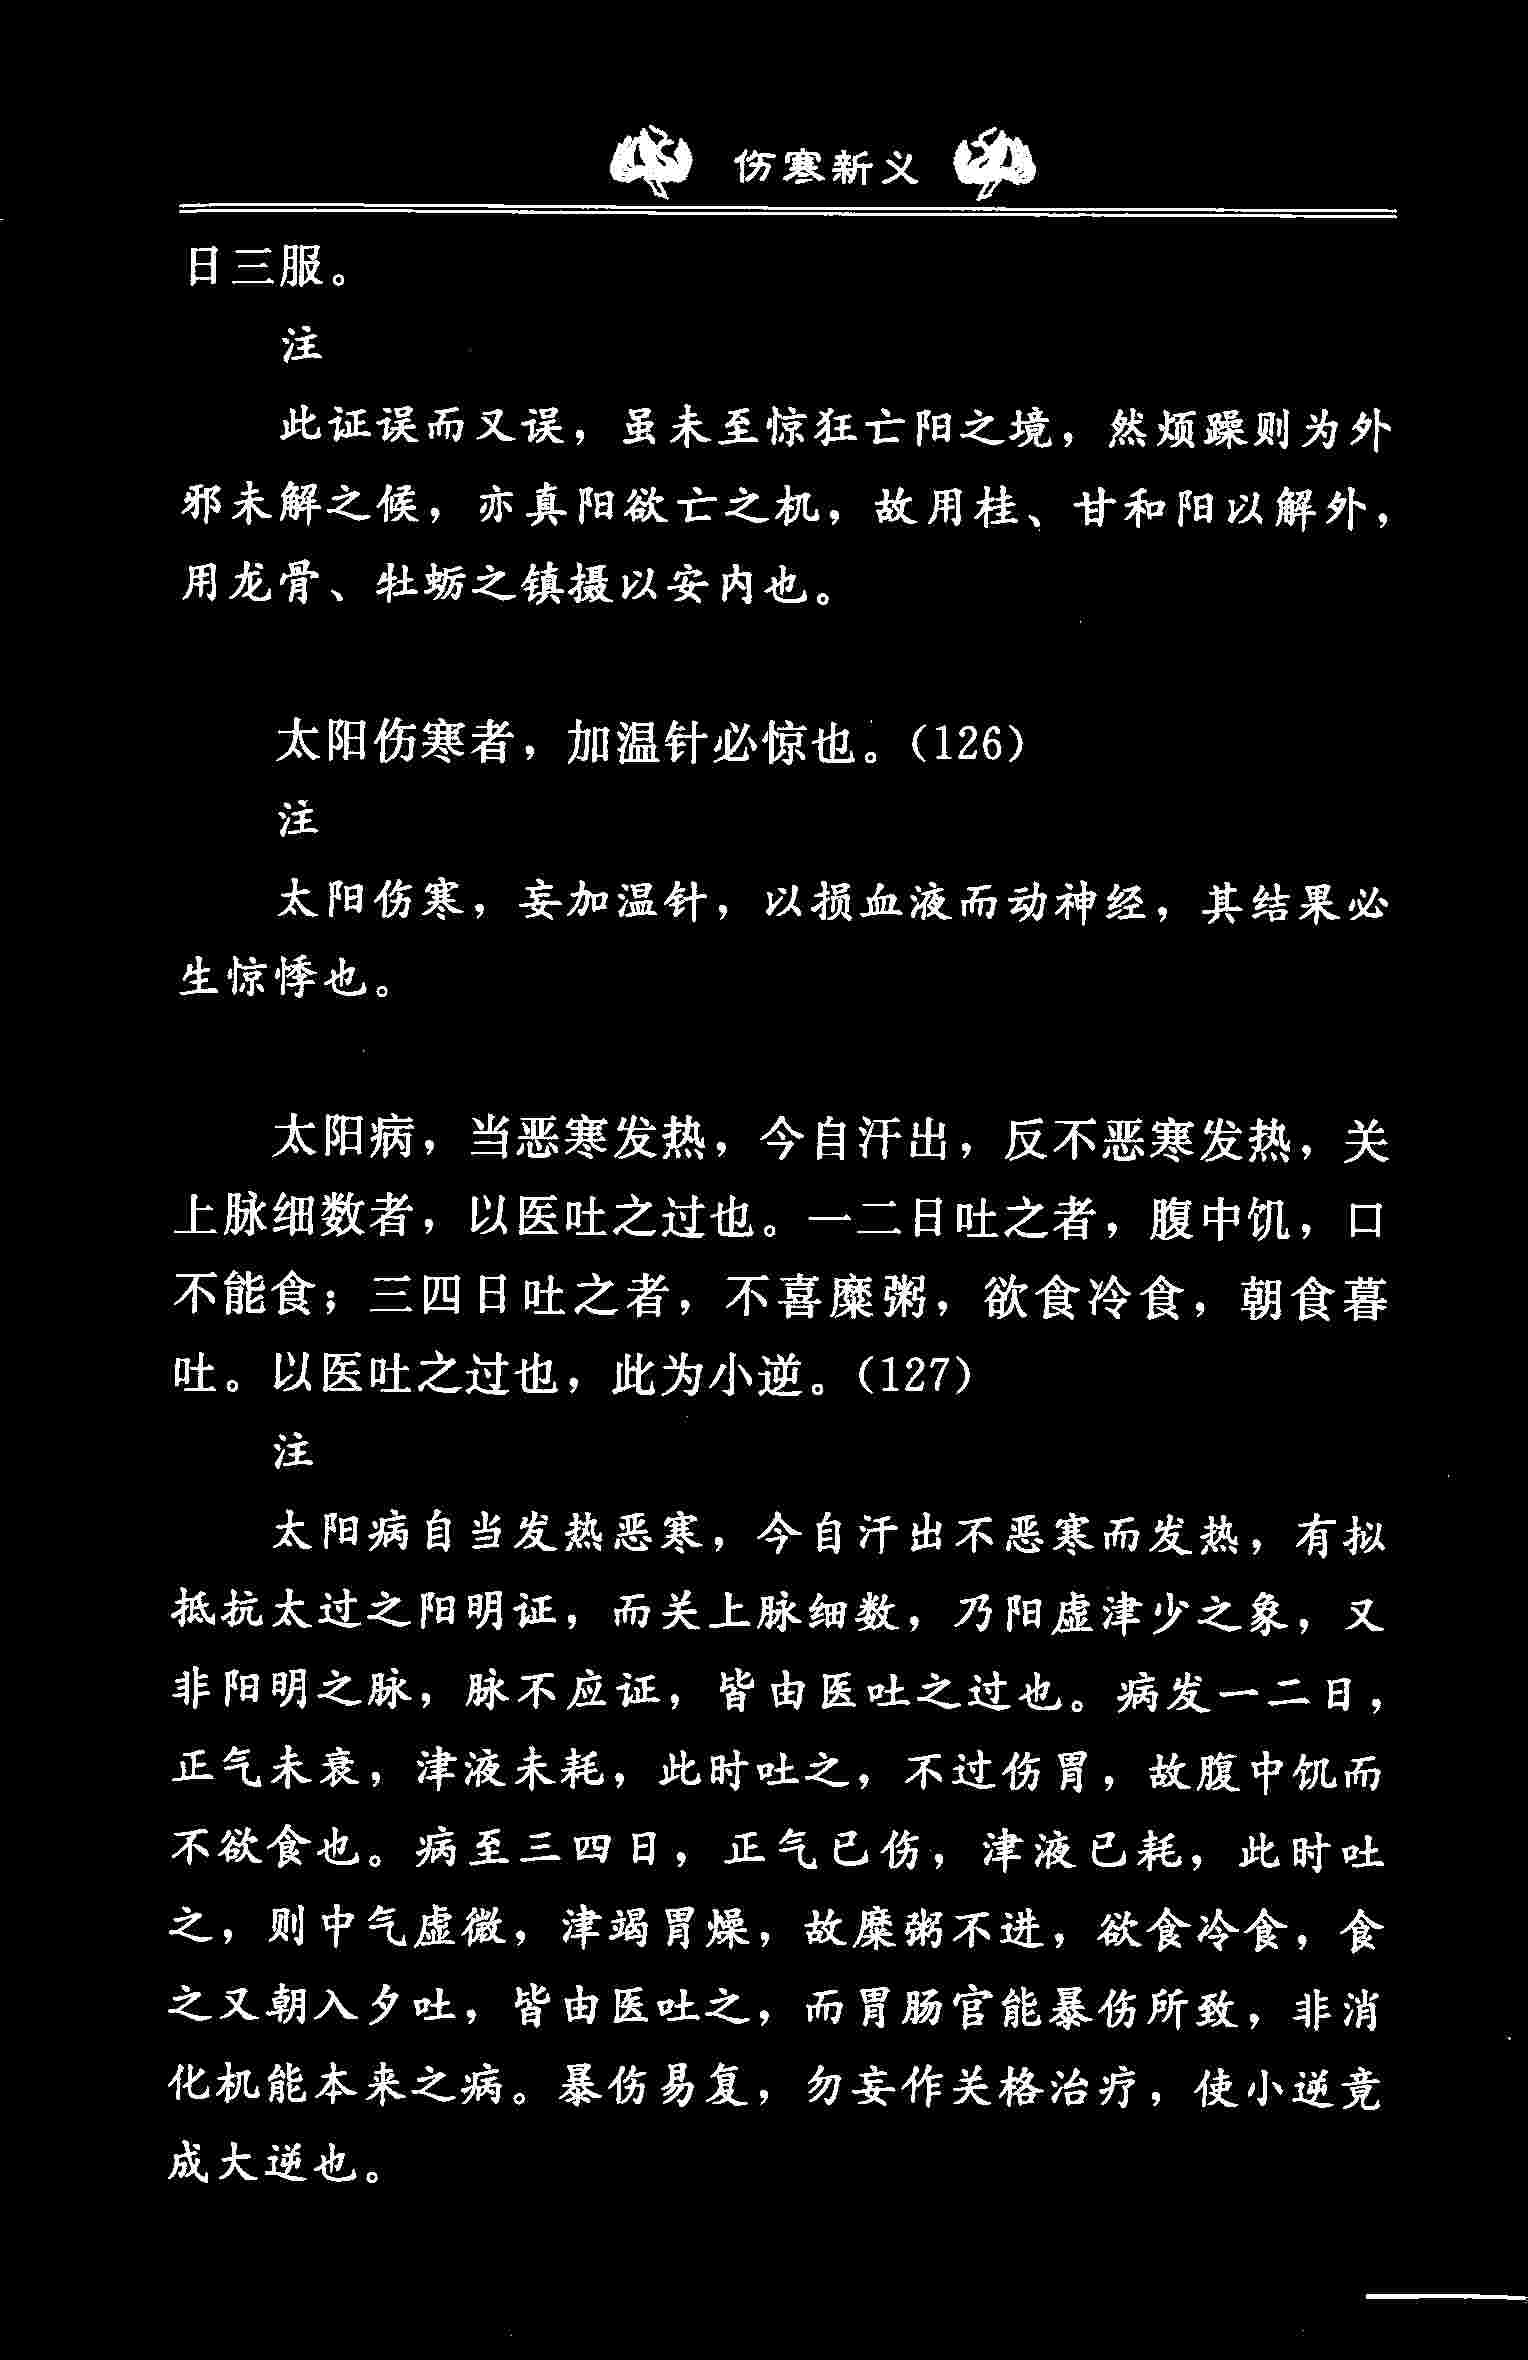 伤寒新义
日三服。
注
此证误而又误，虽未至惊狂亡阳之境，然烦躁则为外
邪未解之候，亦真阳欲亡之机，故用桂、甘和阳以解外，
用龙骨、牡蛎之镇摄以安内也。
太阳伤寒者，加温针必惊也。(126)
注
太阳伤寒，妄加温针，以损血液而动神经，其结果必
生惊悸也。
太阳病，当恶寒发热，今自汗出，反不恶寒发热，关
上脉细数者，以医吐之过也。一二日吐之者，腹中饥，口
不能食；三四日吐之者，不喜糜粥，欲食冷食，朝食暮
吐。以医吐之过也，此为小逆。(127)
注
太阳病自当发热恶寒，今自汗出不恶寒而发热，有拟
抵抗太过之阳明证，而关上脉细数，乃阳虚津少之象，又
非阳明之脉，脉不应证，皆由医吐之过也。病发一二日，
正气未衰，津液未耗，此时吐之，不过伤胃，故腹中饥而
不欲食也。病至三四日，正气已伤，津液已耗，此时吐
之，则中气虚微，津竭胃燥，故糜粥不进，欲食冷食，食
之又朝入夕吐，皆由医吐之，而胃肠官能暴伤所致，非消
化机能本来之病。暴伤易复，勿妄作关格治疗，使小逆竟
成大逆也。